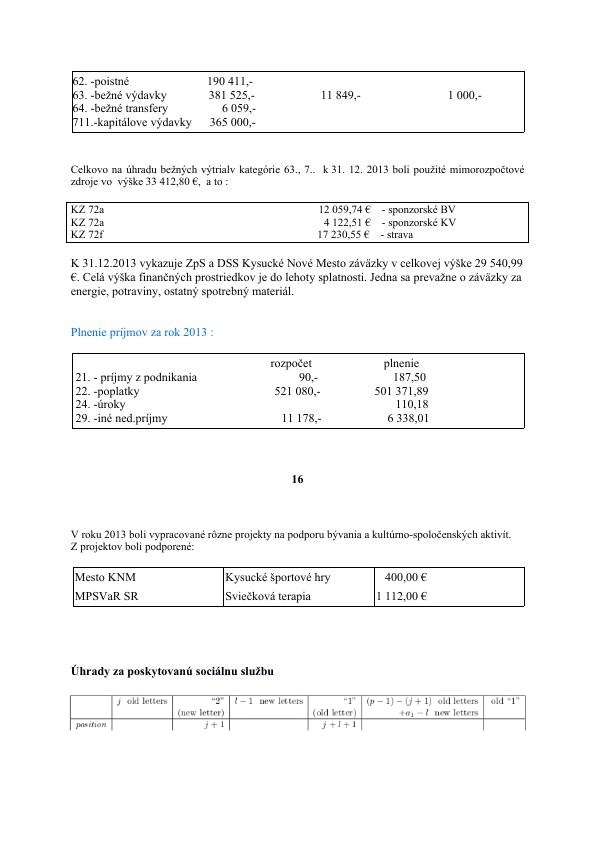 62. -poistné 190 411,-
63. -bežné výdavky 381 525,- 11 849,- 1 000,-
64. -bežné transfery 6 059,-
711.-kapitálove výdavky 365 000,-
Celkovo na úhradu bežných výtrialv kategórie 63., 7.. k 31. 12. 2013 boli použité mimorozpočtové
zdroje vo výške 33 412,80 €, a to :
KZ 72a 12 059,74 € - sponzorské BV
KZ 72a 4 122,51 € - sponzorské KV
KZ 72f 17 230,55 € - strava
K 31.12.2013 vykazuje ZpS a DSS Kysucké Nové Mesto záväzky v celkovej výške 29 540,99
€. Celá výška finančných prostriedkov je do lehoty splatnosti. Jedna sa prevažne o záväzky za
energie, potraviny, ostatný spotrebný materiál.
Plnenie príjmov za rok 2013 :
rozpočet plnenie
21. - príjmy z podnikania 90,- 187,50
22. -poplatky 521 080,- 501 371,89
24. -úroky 110,18
29. -iné ned.príjmy 11 178,- 6 338,01
16
V roku 2013 boli vypracované rôzne projekty na podporu bývania a kultúrno-spoločenských aktivít.
Z projektov boli podporené:
Mesto KNM Kysucké športové hry 400,00 €
MPSVaR SR Sviečková terapia 1 112,00 €
Úhrady za poskytovanú sociálnu službu
j old letters "2" l − 1 new letters "1" (p − 1) − (j + 1) old letters old "1"
(new letter) (old letter) +a₁ − l new letters
position j + 1 j + l + 1